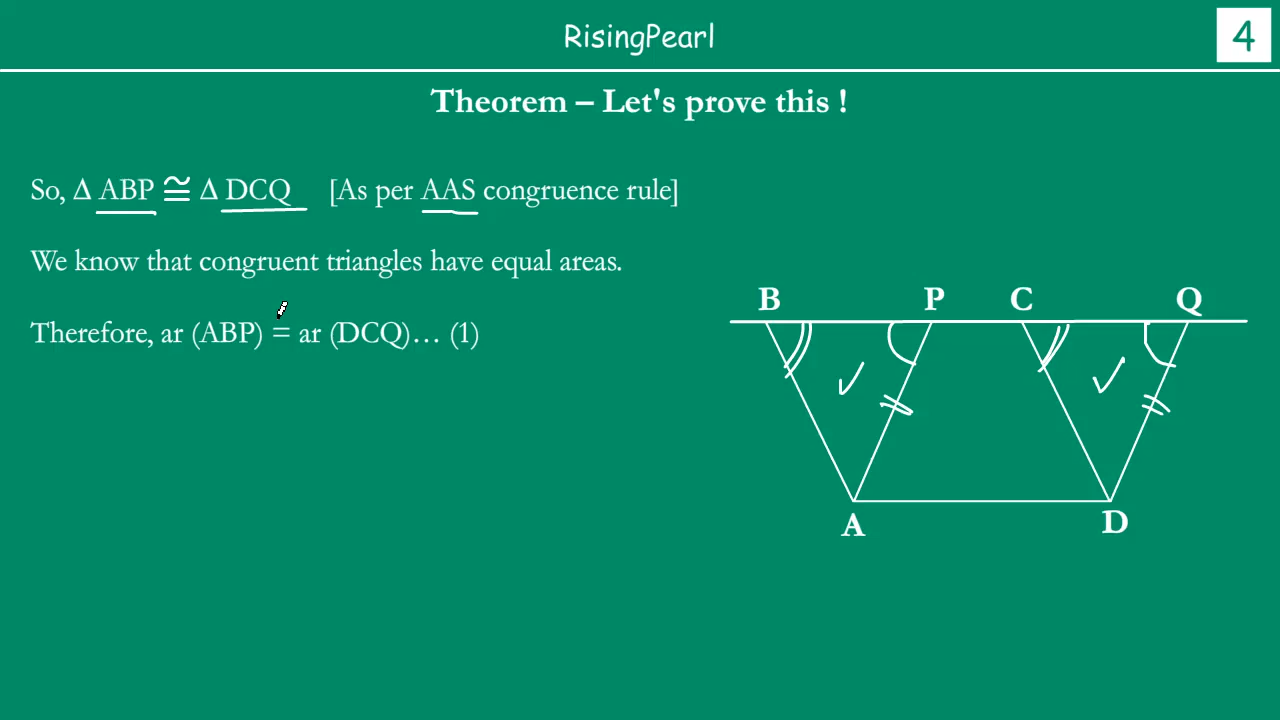 RisingPearl
4
Theorem – Let's prove this !
So, Δ ABP ≅ Δ DCQ [As per AAS congruence rule]
We know that congruent triangles have equal areas.
Therefore, ar (ABP) = ar (DCQ)… (1)
B P C Q
A D